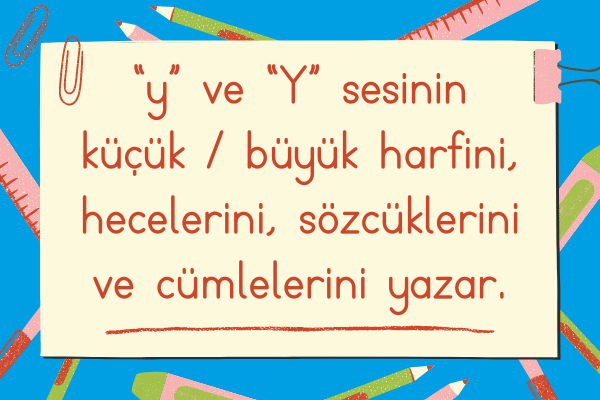 “y” ve “Y” sesinin
küçük / büyük harfini,
hecelerini, sözcüklerini
ve cümlelerini yazar.